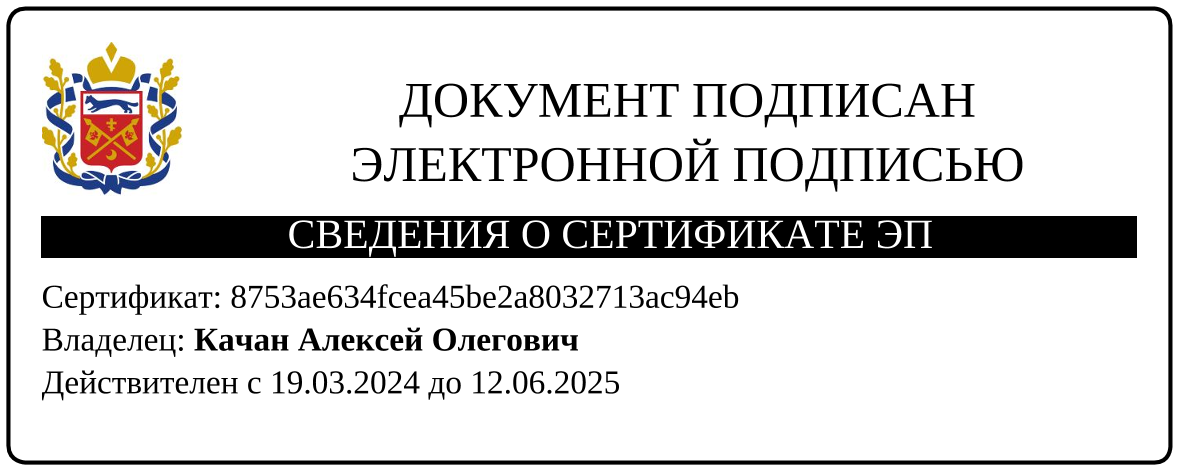 ДОКУМЕНТ ПОДПИСАН
ЭЛЕКТРОННОЙ ПОДПИСЬЮ
СВЕДЕНИЯ О СЕРТИФИКАТЕ ЭП
Сертификат: 8753ae634fcea45be2a8032713ac94eb
Владелец: Качан Алексей Олегович
Действителен с 19.03.2024 до 12.06.2025